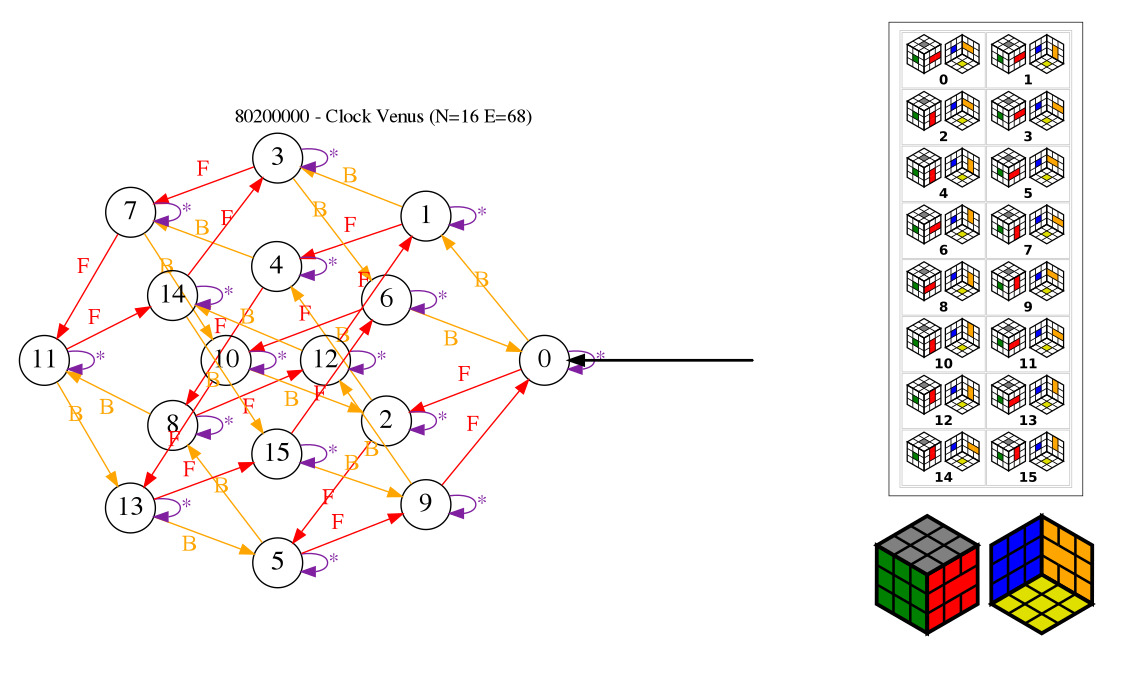 80200000 - Clock Venus (N=16 E=68)
3 *
F B
7 * 1 *
F B B F
4 *
F B F B
14 * 6 *
F B F B
11 * 10 * 12 * 0 *
F B F B
B B F F B
8 * 2 *
F B
15 *
F B F
13 * 9 *
B F F
B
5 *
0 1
2 3
4 5
6 7
8 9
10 11
12 13
14 15